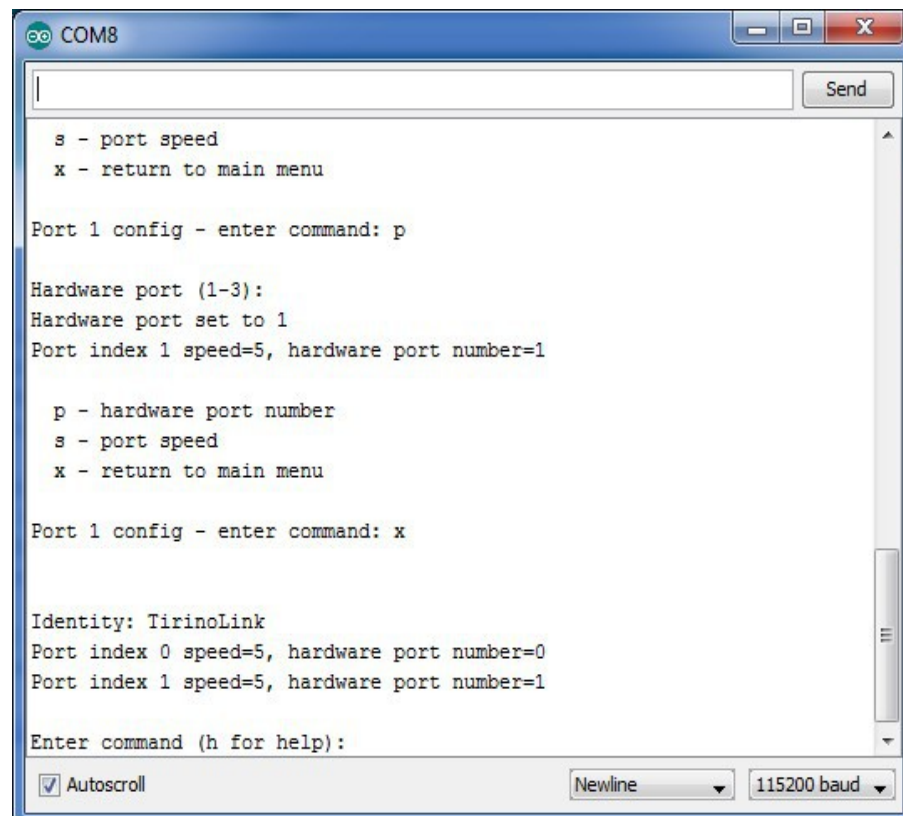 COM8
Send
s - port speed
x - return to main menu
Port 1 config - enter command: p
Hardware port (1-3):
Hardware port set to 1
Port index 1 speed=5, hardware port number=1
p - hardware port number
s - port speed
x - return to main menu
Port 1 config - enter command: x
Identity: TirinoLink
Port index 0 speed=5, hardware port number=0
Port index 1 speed=5, hardware port number=1
Enter command (h for help):
Autoscroll Newline 115200 baud